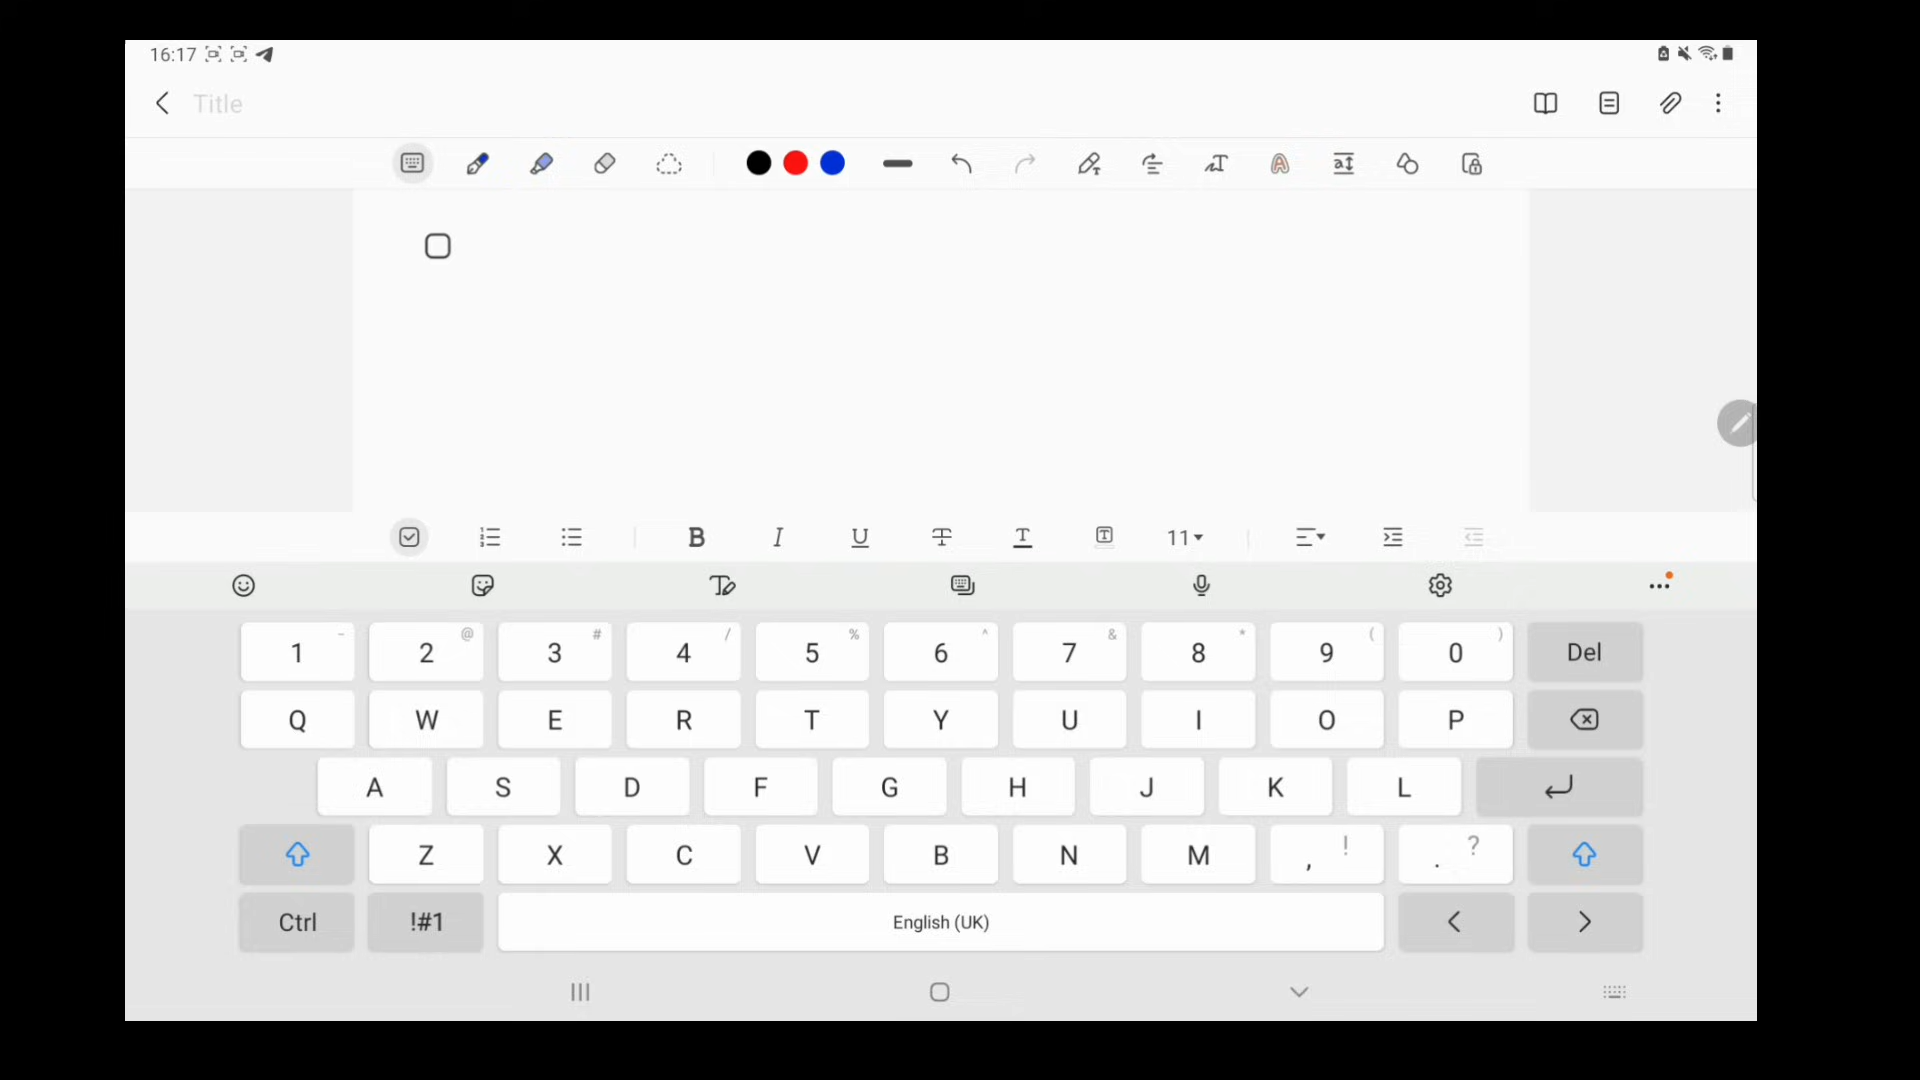 16:17
Title
B I U T T T 11
1 - 2 @ 3 # 4 / 5 % 6 ^ 7 & 8 * 9 ( 0 ) Del
Q W E R T Y U I O P
A S D F G H J K L
Z X C V B N M , ! . ?
Ctrl !#1 English (UK)